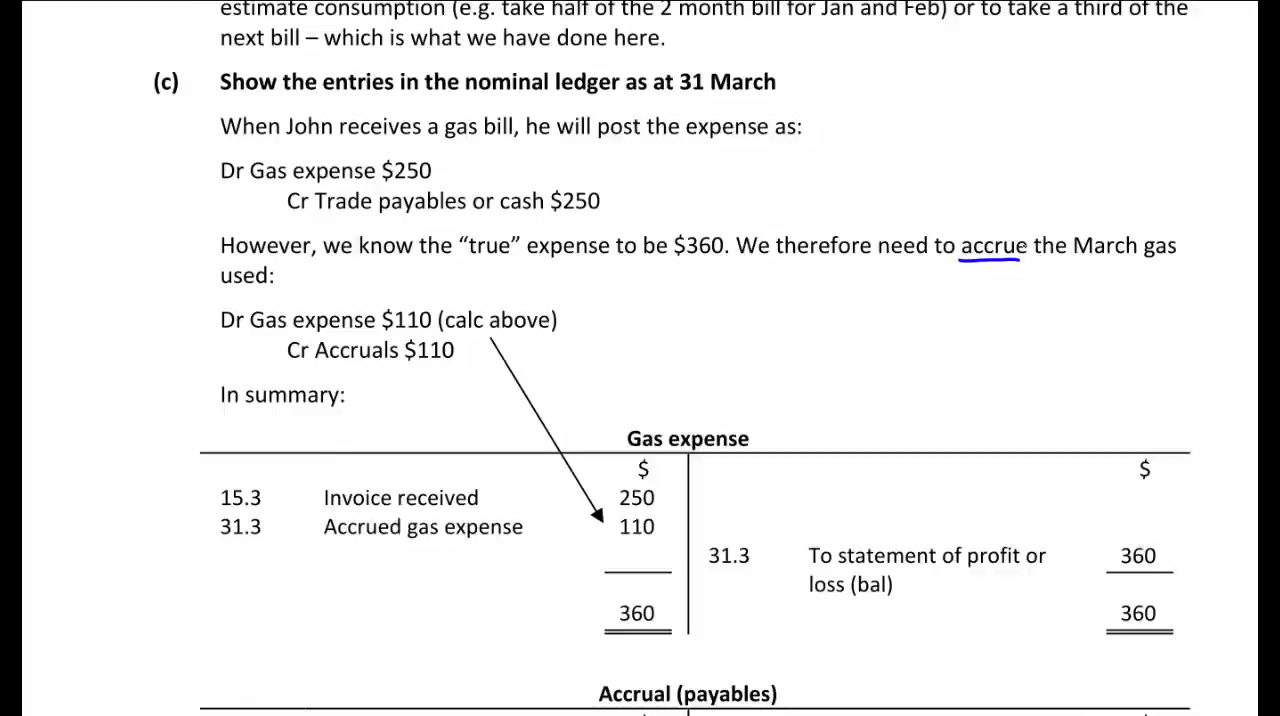 estimate consumption (e.g. take half of the 2 month bill for Jan and Feb) or to take a third of the
next bill – which is what we have done here.
(c) Show the entries in the nominal ledger as at 31 March
When John receives a gas bill, he will post the expense as:
Dr Gas expense $250
Cr Trade payables or cash $250
However, we know the “true” expense to be $360. We therefore need to accrue the March gas
used:
Dr Gas expense $110 (calc above)
Cr Accruals $110
In summary:
Gas expense
$ $
15.3 Invoice received 250
31.3 Accrued gas expense 110
31.3 To statement of profit or 360
loss (bal)
360 360
Accrual (payables)